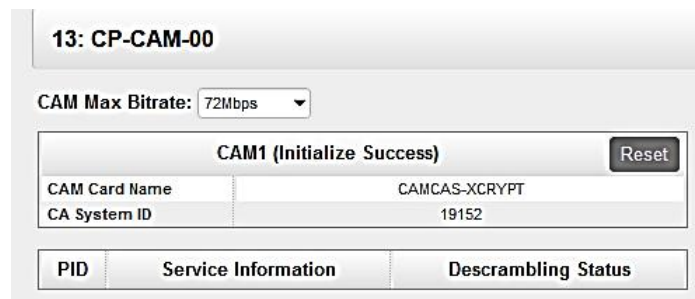 13: CP-CAM-00
CAM Max Bitrate: 72Mbps
CAM1 (Initialize Success) Reset
CAM Card Name CAMCAS-XCRYPT
CA System ID 19152
PID Service Information Descrambling Status